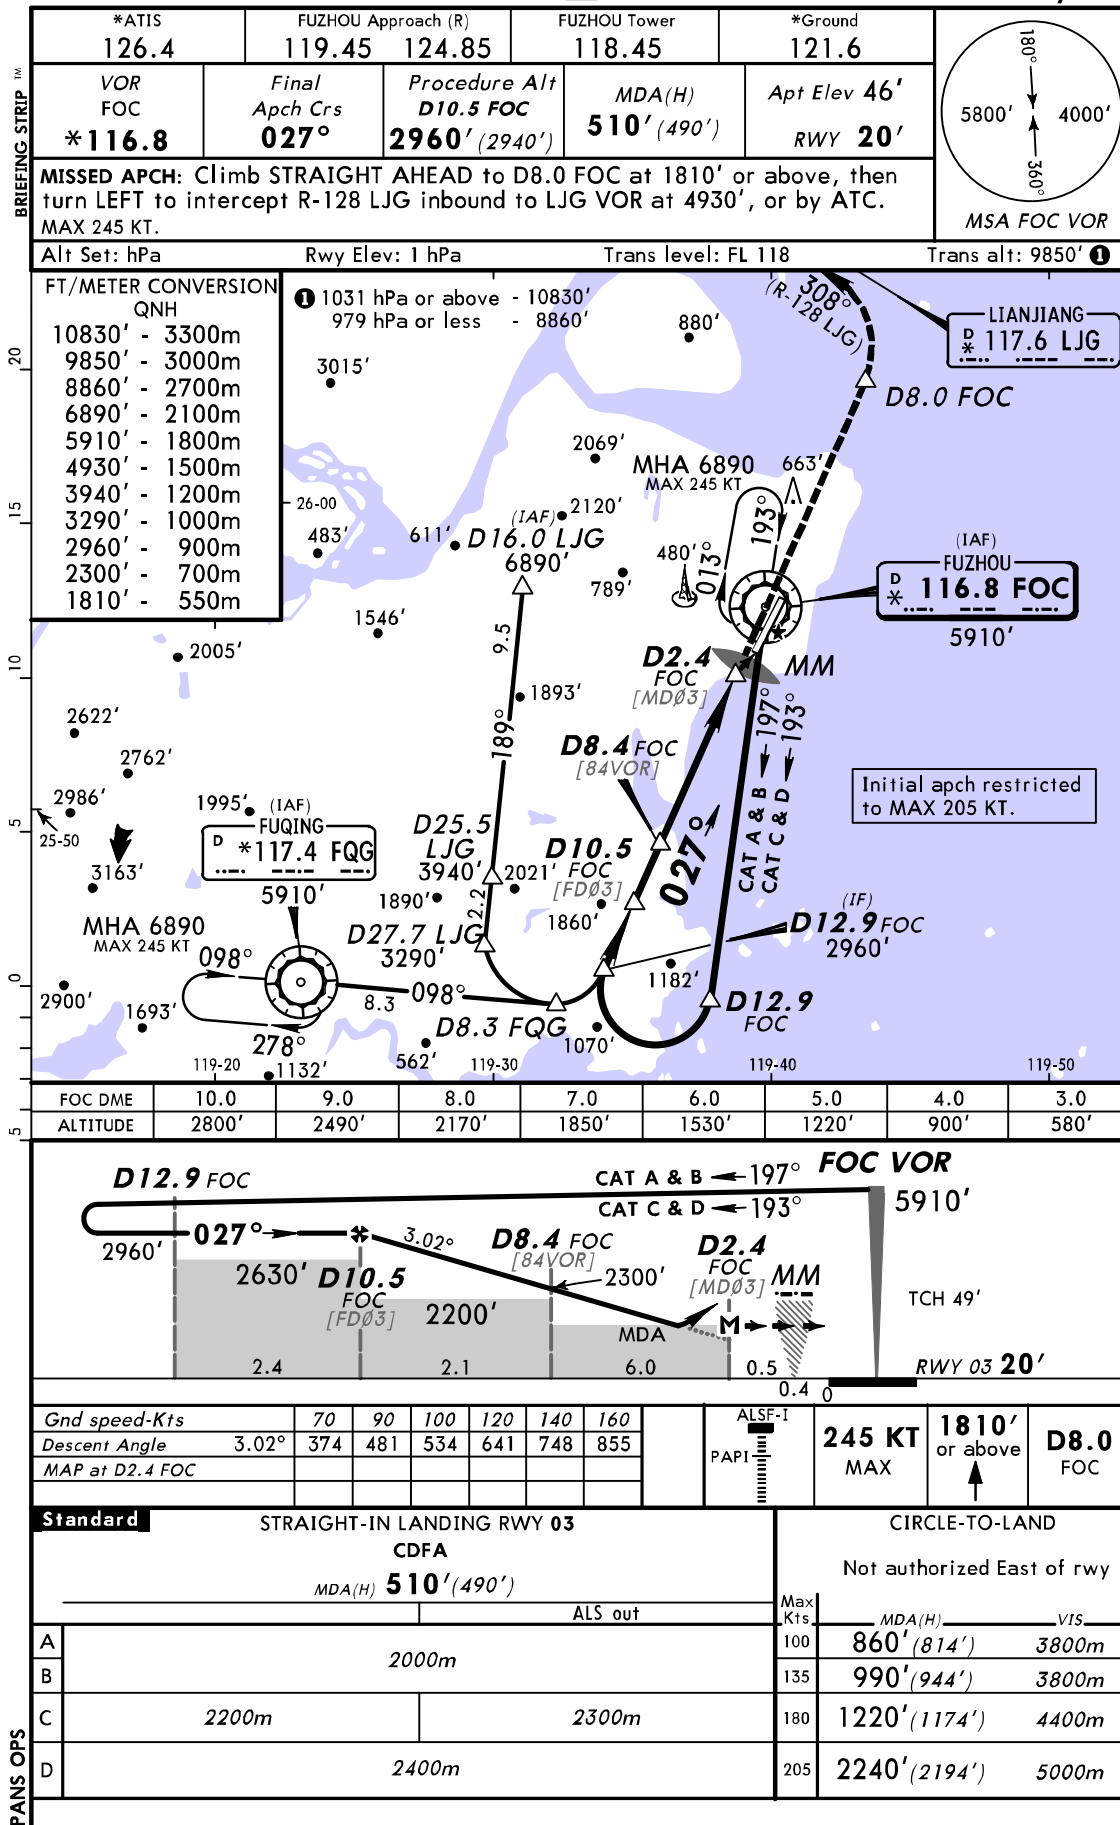 *ATIS
126.4
FUZHOU Approach (R)
119.45 124.85
FUZHOU Tower
118.45
*Ground
121.6
BRIEFING STRIP ™
VOR
FOC
*116.8
Final
Apch Crs
027°
Procedure Alt
D10.5 FOC
2960' (2940')
MDA(H)
510' (490')
Apt Elev 46'
RWY 20'
180°
5800' 4000'
360°
MSA FOC VOR
MISSED APCH: Climb STRAIGHT AHEAD to D8.0 FOC at 1810' or above, then
turn LEFT to intercept R-128 LJG inbound to LJG VOR at 4930', or by ATC.
MAX 245 KT.
Alt Set: hPa Rwy Elev: 1 hPa Trans level: FL 118 Trans alt: 9850' 1
FT/METER CONVERSION
QNH
10830' - 3300m
9850' - 3000m
8860' - 2700m
6890' - 2100m
5910' - 1800m
4930' - 1500m
3940' - 1200m
3290' - 1000m
2960' - 900m
2300' - 700m
1810' - 550m
1 1031 hPa or above - 10830'
979 hPa or less - 8860'
880'
308°
(R-128 LJG)
LIANJIANG
D
* 117.6 LJG
20
3015'
D8.0 FOC
2069'
MHA 6890
MAX 245 KT
663'
26-00
15
2120'
483'
611'
(IAF)
D16.0 LJG
6890'
193°
013°
480'
789'
(IAF)
FUZHOU
D
* 116.8 FOC
5910'
1546'
9.5
2005'
10
D2.4
FOC
[MDØ3]
MM
1893'
2622'
189°
D8.4 FOC
[84VOR]
CAT A & B 197°
CAT C & D 193°
2762'
Initial apch restricted
to MAX 205 KT.
2986'
1995'
(IAF)
FUQING
D
*117.4 FQG
5910'
5
25-50
D25.5
LJG
3940'
D10.5
FOC
[FDØ3]
027°
3163'
2021'
1890'
2.2
1860'
(IF)
D12.9 FOC
2960'
MHA 6890
MAX 245 KT
D27.7 LJG
3290'
098°
1182'
0
2900'
8.3 098°
D12.9
FOC
1693'
D8.3 FQG
278°
562'
1070'
119-20
1132'
119-30
119-40
119-50
5
FOC DME 10.0 9.0 8.0 7.0 6.0 5.0 4.0 3.0
ALTITUDE 2800' 2490' 2170' 1850' 1530' 1220' 900' 580'
D12.9 FOC
CAT A & B 197°
CAT C & D 193°
FOC VOR
5910'
2960'
027°
3.02°
D8.4 FOC
[84VOR]
2300'
D2.4
FOC
[MDØ3]
MM
2630'
D10.5
FOC
[FDØ3]
2200'
TCH 49'
MDA
M
2.4 2.1 6.0 0.5
0.4 0
RWY 03 20'
Gnd speed-Kts 70 90 100 120 140 160
Descent Angle 3.02° 374 481 534 641 748 855
MAP at D2.4 FOC
ALSF-I
PAPI
245 KT
MAX
1810'
or above
D8.0
FOC
Standard
STRAIGHT-IN LANDING RWY 03
CDFA
MDA(H) 510' (490')
ALS out
A
B
2000m
C 2200m 2300m
D 2400m
CIRCLE-TO-LAND
Not authorized East of rwy
Max
Kts MDA(H) VIS
100 860' (814') 3800m
135 990' (944') 3800m
180 1220' (1174') 4400m
205 2240' (2194') 5000m
PANS OPS